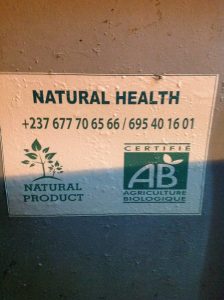 NATURAL HEALTH
+237 677 70 65 66 / 695 40 16 01
NATURAL
PRODUCT
CERTIFIÉ
AB
AGRICULTURE
BIOLOGIQUE